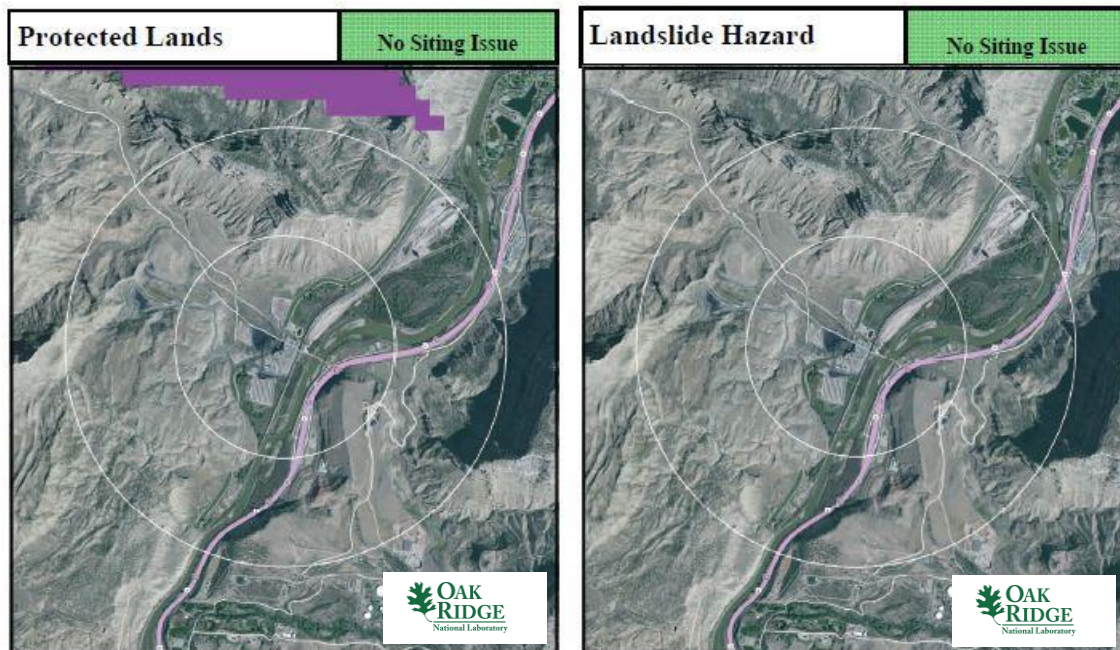 Protected Lands
No Siting Issue
Landslide Hazard
No Siting Issue
OAK
RIDGE
National Laboratory
OAK
RIDGE
National Laboratory